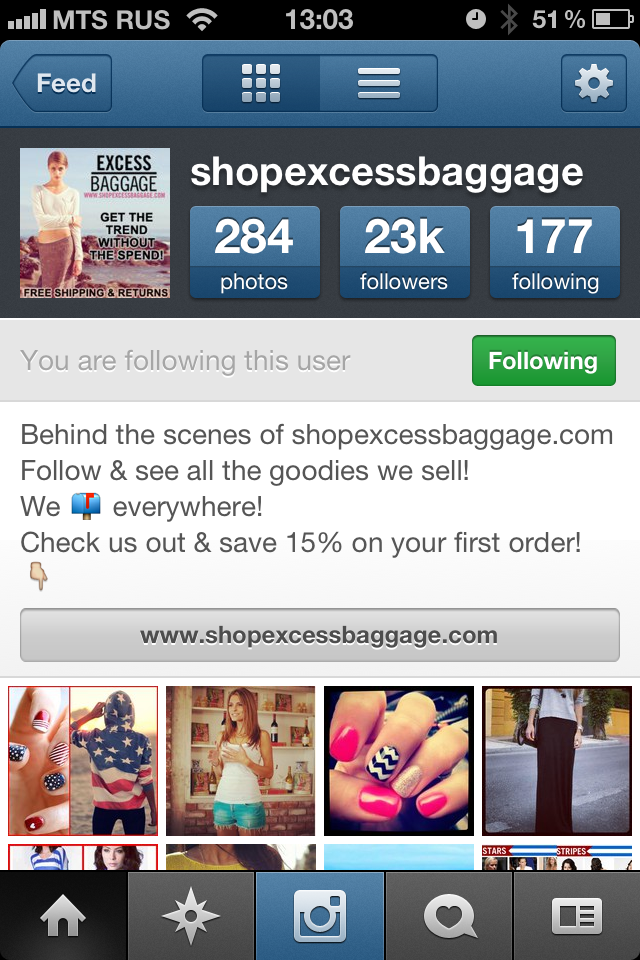 MTS RUS 13:03 51 %
Feed
EXCESS
BAGGAGE
WWW.SHOPEXCESSBAGGAGE.COM
GET THE
TREND
WITHOUT
THE SPEND!
FREE SHIPPING & RETURNS
shopexcessbaggage
284 23k 177
photos followers following
You are following this user Following
Behind the scenes of shopexcessbaggage.com
Follow & see all the goodies we sell!
We 📫 everywhere!
Check us out & save 15% on your first order!
👇
www.shopexcessbaggage.com
STARS STRIPES